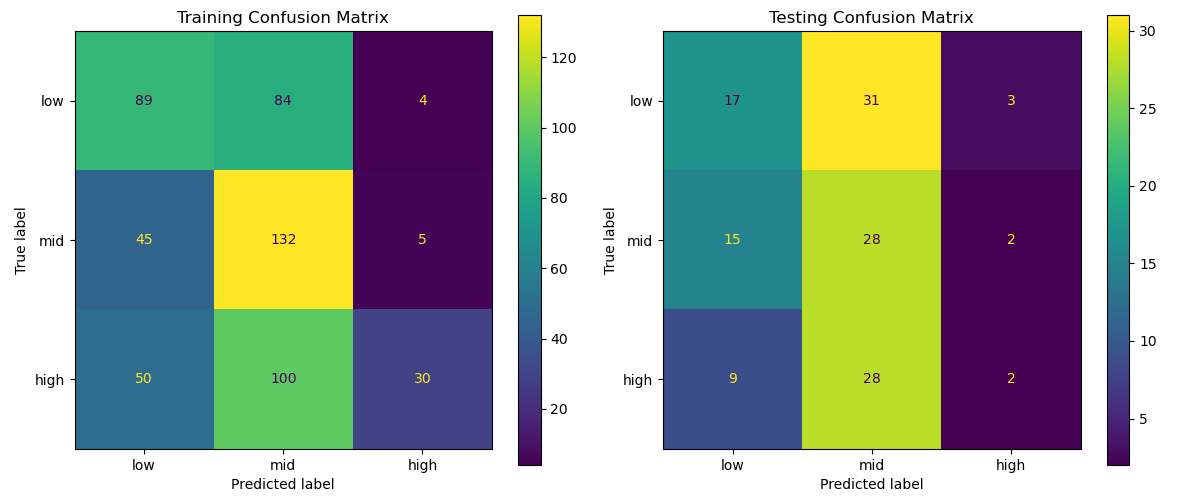 Training Confusion Matrix
low 89 84 4
mid 45 132 5
high 50 100 30
low mid high
Predicted label
True label
120
100
80
60
40
20
Testing Confusion Matrix
low 17 31 3
mid 15 28 2
high 9 28 2
low mid high
Predicted label
True label
30
25
20
15
10
5